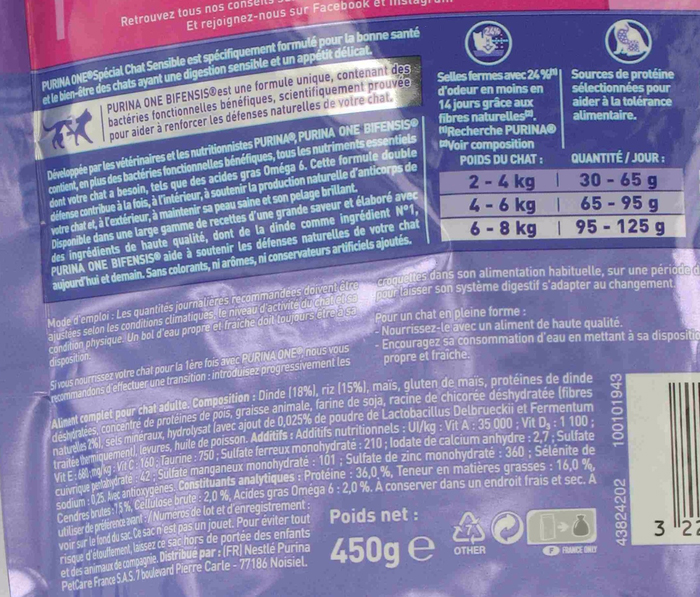 Retrouvez tous nos conseils
Et rejoignez-nous sur Facebook et
PURINA ONE® Spécial Chat Sensible est spécifiquement formulé pour la bonne santé
et le bien-être des chats ayant une digestion sensible et un appétit délicat.
PURINA ONE BIFENSIS® est une formule unique, contenant des
bactéries fonctionnelles bénéfiques, scientifiquement prouvée
pour aider à renforcer les défenses naturelles de votre chat.
Développée par les vétérinaires et les nutritionnistes PURINA®, PURINA ONE BIFENSIS®
contient, en plus des bactéries fonctionnelles bénéfiques, tous les nutriments essentiels
dont votre chat a besoin, tels que des acides gras Oméga 6. Cette formule double
défense contribue à la fois, à l'intérieur, à soutenir la production naturelle d'anticorps de
votre chat et, à l'extérieur, à maintenir sa peau saine et son pelage brillant.
Disponible dans une large gamme de recettes d'une grande saveur et élaboré avec
des ingrédients de haute qualité, dont de la dinde comme ingrédient N°1,
PURINA ONE BIFENSIS® aide à soutenir les défenses naturelles de votre chat
aujourd'hui et demain. Sans colorants, ni arômes, ni conservateurs artificiels ajoutés.
24%
Selles fermes avec 24 %[1]
d'odeur en moins en
14 jours grâce aux
fibres naturelles[2].
[1]Recherche PURINA®
[2]Voir composition
Sources de protéine
sélectionnées pour
aider à la tolérance
alimentaire.
POIDS DU CHAT : QUANTITÉ / JOUR :
2 - 4 kg 30 - 65 g
4 - 6 kg 65 - 95 g
6 - 8 kg 95 - 125 g
Mode d'emploi : Les quantités journalières recommandées doivent être
ajustées selon les conditions climatiques, le niveau d'activité du chat et sa
condition physique. Un bol d'eau propre et fraîche doit toujours être à sa
disposition.
Si vous nourrissez votre chat pour la 1ère fois avec PURINA ONE®, nous vous
recommandons d'effectuer une transition : introduisez progressivement les
croquettes dans son alimentation habituelle, sur une période d
pour laisser son système digestif s'adapter au changement.
Pour un chat en pleine forme :
- Nourrissez-le avec un aliment de haute qualité.
- Encouragez sa consommation d'eau en mettant à sa dispositio
propre et fraîche.
Aliment complet pour chat adulte. Composition : Dinde (18%), riz (15%), maïs, gluten de maïs, protéines de dinde
déshydratées, concentré de protéines de pois, graisse animale, farine de soja, racine de chicorée déshydratée (fibres
naturelles 2%), sels minéraux, hydrolysat (avec ajout de 0,025% de poudre de Lactobacillus Delbrueckii et Fermentum
traitée thermiquement), levures, huile de poisson. Additifs : Additifs nutritionnels : UI/kg : Vit A : 35 000 ; Vit D₃ : 1 100 ;
Vit E : 680 ; mg/kg : Vit C : 160 ; Taurine : 750 ; Sulfate ferreux monohydraté : 210 ; Iodate de calcium anhydre : 2,7 ; Sulfate
cuivrique pentahydraté : 42 ; Sulfate manganeux monohydraté : 101 ; Sulfate de zinc monohydraté : 360 ; Sélénite de
sodium : 0,25. Avec antioxygènes. Constituants analytiques : Protéine : 36,0 %, Teneur en matières grasses : 16,0 %,
Cendres brutes : 7,5 %, Cellulose brute : 2,0 %, Acides gras Oméga 6 : 2,0 %. A conserver dans un endroit frais et sec. A
utiliser de préférence avant : / Numéros de lot et d'enregistrement :
voir sur le fond du sac. Ce sac n'est pas un jouet. Pour éviter tout
risque d'étouffement, laissez ce sac hors de portée des enfants
et des animaux de compagnie. Distribué par : (FR) Nestlé Purina
PetCare France S.A.S. 7 boulevard Pierre Carle - 77186 Noisiel.
Poids net :
450g e
OTHER
FRANCE ONLY
43824202 100101943
3 22